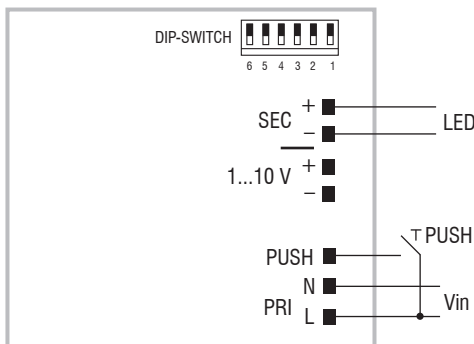 DIP-SWITCH
6 5 4 3 2 1
SEC + −
LED
1...10 V + −
PUSH
PUSH
N
PRI
L
Vin